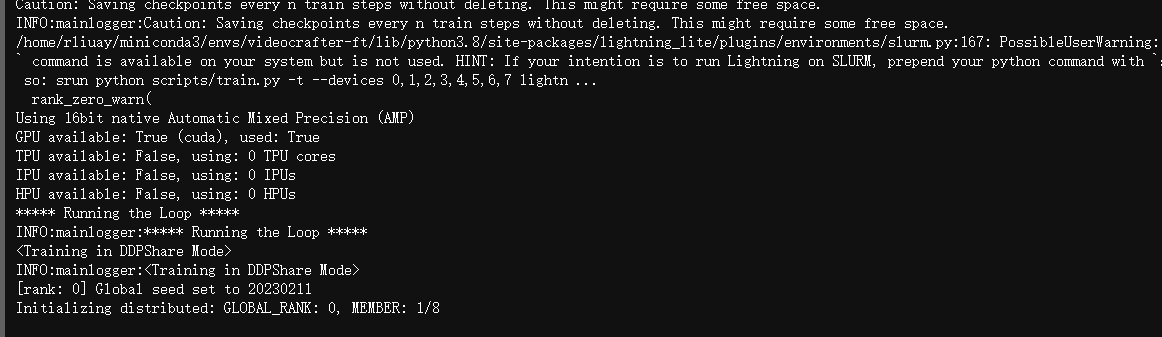 Caution: Saving checkpoints every n train steps without deleting. This might require some free space.
INFO:mainlogger:Caution: Saving checkpoints every n train steps without deleting. This might require some free space.
/home/rliuay/miniconda3/envs/videocrafter-ft/lib/python3.8/site-packages/lightning_lite/plugins/environments/slurm.py:167: PossibleUserWarning:
` command is available on your system but is not used. HINT: If your intention is to run Lightning on SLURM, prepend your python command with `
so: srun python scripts/train.py -t --devices 0,1,2,3,4,5,6,7 lightn ...
rank_zero_warn(
Using 16bit native Automatic Mixed Precision (AMP)
GPU available: True (cuda), used: True
TPU available: False, using: 0 TPU cores
IPU available: False, using: 0 IPUs
HPU available: False, using: 0 HPUs
***** Running the Loop *****
INFO:mainlogger:***** Running the Loop *****
<Training in DDPShare Mode>
INFO:mainlogger:<Training in DDPShare Mode>
[rank: 0] Global seed set to 20230211
Initializing distributed: GLOBAL_RANK: 0, MEMBER: 1/8